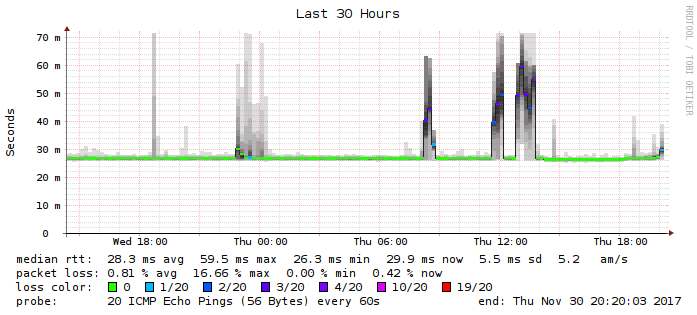 Last 30 Hours
RRDTOOL / TOBI OETIKER
Seconds
70 m
60 m
50 m
40 m
30 m
20 m
10 m
0
Wed 18:00 Thu 00:00 Thu 06:00 Thu 12:00 Thu 18:00
median rtt: 28.3 ms avg 59.5 ms max 26.3 ms min 29.9 ms now 5.5 ms sd 5.2 am/s
packet loss: 0.81 % avg 16.66 % max 0.00 % min 0.42 % now
loss color: 0 1/20 2/20 3/20 4/20 10/20 19/20
probe: 20 ICMP Echo Pings (56 Bytes) every 60s end: Thu Nov 30 20:20:03 2017